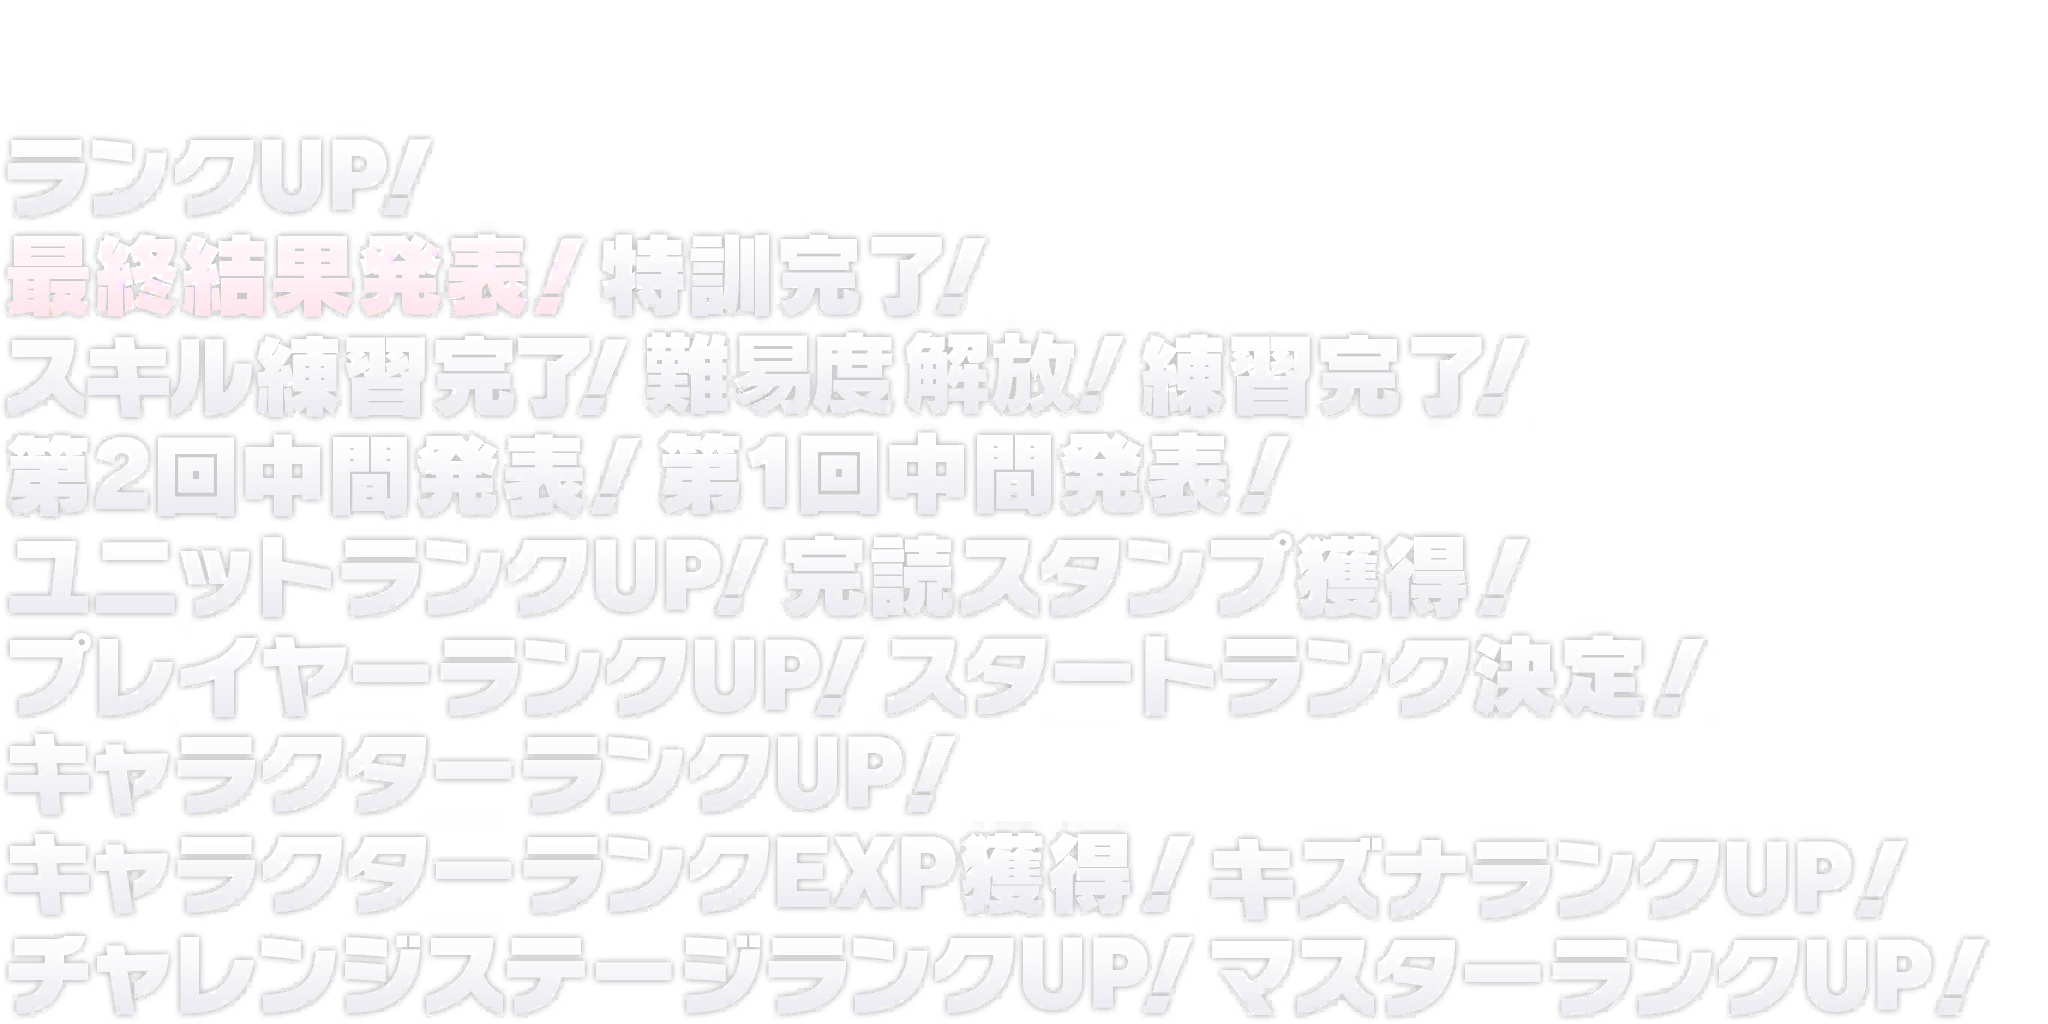 ランクUP!
最終結果発表! 特訓完了!
スキル練習完了! 難易度解放! 練習完了!
第2回中間発表! 第1回中間発表!
ユニットランクUP! 完読スタンプ獲得!
プレイヤーランクUP! スタートランク決定!
キャラクターランクUP!
キャラクターランクEXP獲得! キズナランクUP!
チャレンジステージランクUP! マスターランクUP!